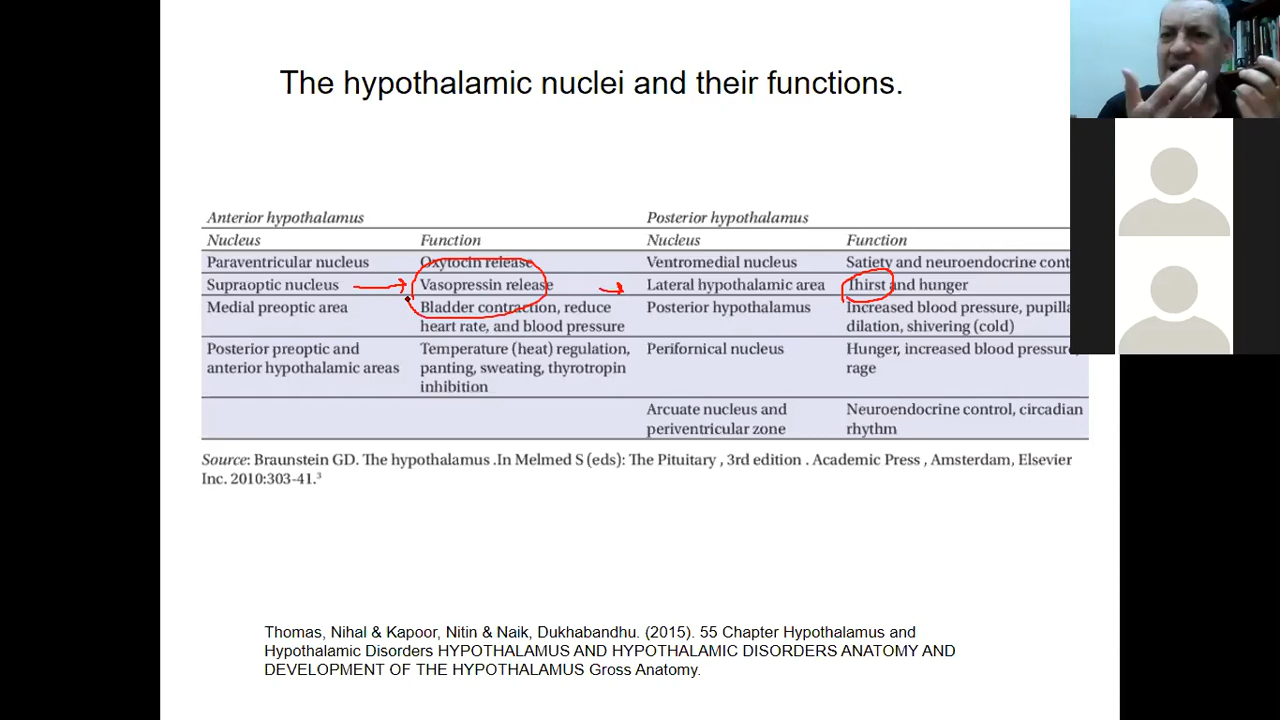 The hypothalamic nuclei and their functions.
Anterior hypothalamus Posterior hypothalamus
Nucleus Function Nucleus Function
Paraventricular nucleus Oxytocin release Ventromedial nucleus Satiety and neuroendocrine cont
Supraoptic nucleus Vasopressin release Lateral hypothalamic area Thirst and hunger
Medial preoptic area Bladder contraction, reduce Posterior hypothalamus Increased blood pressure, pupilla
heart rate, and blood pressure dilation, shivering (cold)
Posterior preoptic and Temperature (heat) regulation, Perifornical nucleus Hunger, increased blood pressure,
anterior hypothalamic areas panting, sweating, thyrotropin rage
inhibition
Arcuate nucleus and Neuroendocrine control, circadian
periventricular zone rhythm
Source: Braunstein GD. The hypothalamus .In Melmed S (eds): The Pituitary , 3rd edition . Academic Press , Amsterdam, Elsevier
Inc. 2010:303-41.³
Thomas, Nihal & Kapoor, Nitin & Naik, Dukhabandhu. (2015). 55 Chapter Hypothalamus and
Hypothalamic Disorders HYPOTHALAMUS AND HYPOTHALAMIC DISORDERS ANATOMY AND
DEVELOPMENT OF THE HYPOTHALAMUS Gross Anatomy.